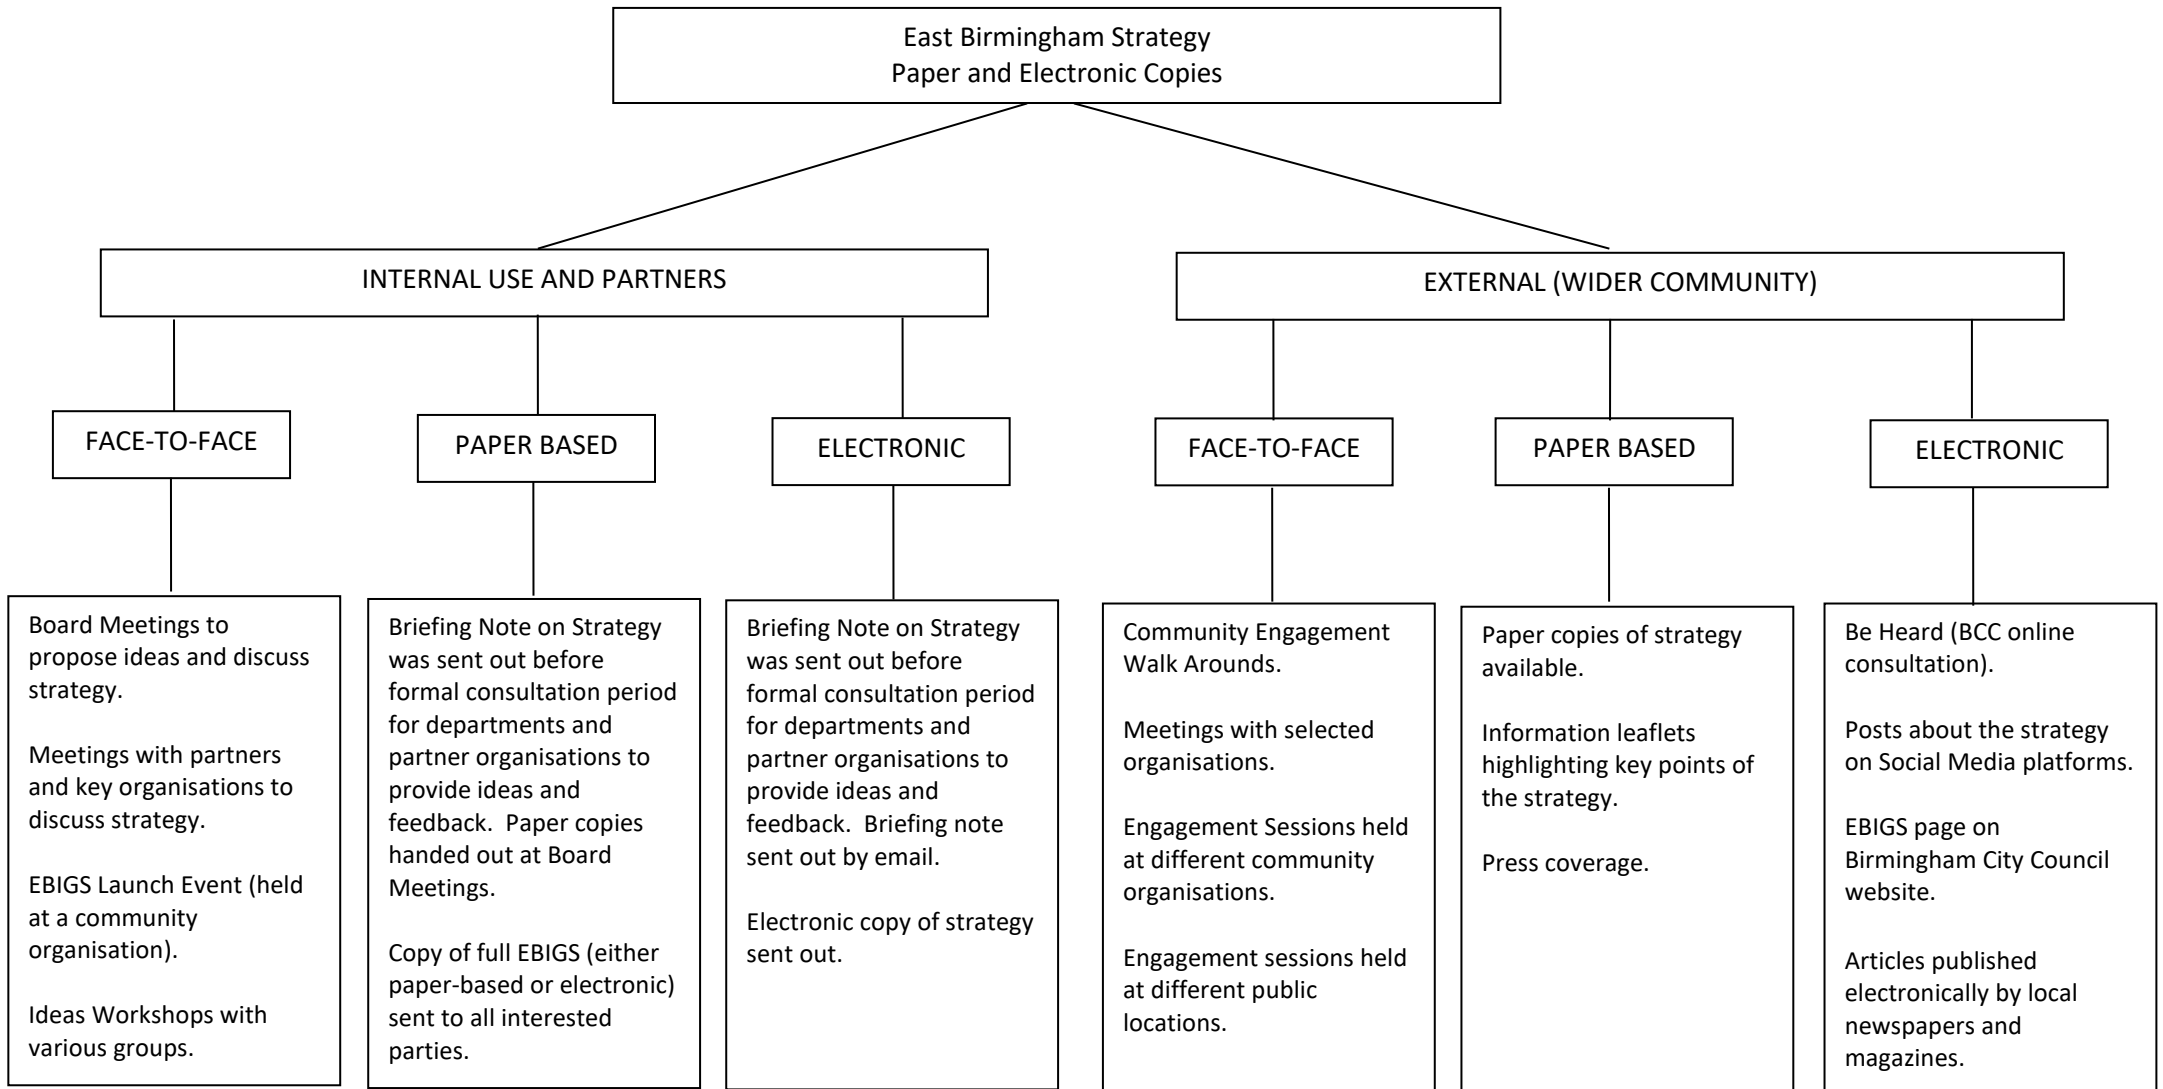 East Birmingham Strategy
Paper and Electronic Copies
INTERNAL USE AND PARTNERS
EXTERNAL (WIDER COMMUNITY)
FACE-TO-FACE
PAPER BASED
ELECTRONIC
FACE-TO-FACE
PAPER BASED
ELECTRONIC
Board Meetings to
propose ideas and discuss
strategy.
Meetings with partners
and key organisations to
discuss strategy.
EBIGS Launch Event (held
at a community
organisation).
Ideas Workshops with
various groups.
Briefing Note on Strategy
was sent out before
formal consultation period
for departments and
partner organisations to
provide ideas and
feedback.  Paper copies
handed out at Board
Meetings.
Copy of full EBIGS (either
paper-based or electronic)
sent to all interested
parties.
Briefing Note on Strategy
was sent out before
formal consultation period
for departments and
partner organisations to
provide ideas and
feedback.  Briefing note
sent out by email.
Electronic copy of strategy
sent out.
Community Engagement
Walk Arounds.
Meetings with selected
organisations.
Engagement Sessions held
at different community
organisations.
Engagement sessions held
at different public
locations.
Paper copies of strategy
available.
Information leaflets
highlighting key points of
the strategy.
Press coverage.
Be Heard (BCC online
consultation).
Posts about the strategy
on Social Media platforms.
EBIGS page on
Birmingham City Council
website.
Articles published
electronically by local
newspapers and
magazines.